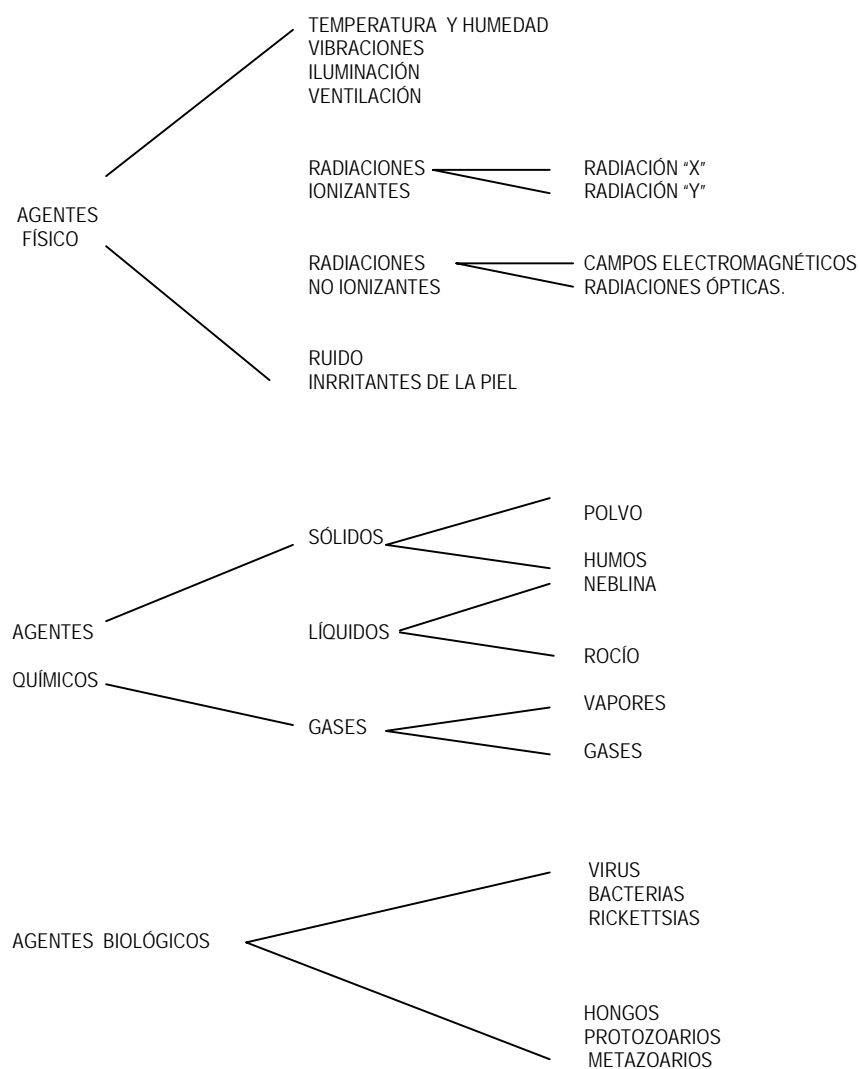 TEMPERATURA Y HUMEDAD
VIBRACIONES
ILUMINACIÓN
VENTILACIÓN
RADIACIONES
IONIZANTES
RADIACIÓN “X”
RADIACIÓN “Y”
AGENTES
FÍSICO
RADIACIONES
NO IONIZANTES
CAMPOS ELECTROMAGNÉTICOS
RADIACIONES ÓPTICAS.
RUIDO
INRRITANTES DE LA PIEL
SÓLIDOS
POLVO
HUMOS
NEBLINA
AGENTES
QUÍMICOS
LÍQUIDOS
ROCÍO
VAPORES
GASES
GASES
VIRUS
BACTERIAS
RICKETTSIAS
AGENTES BIOLÓGICOS
HONGOS
PROTOZOARIOS
METAZOARIOS